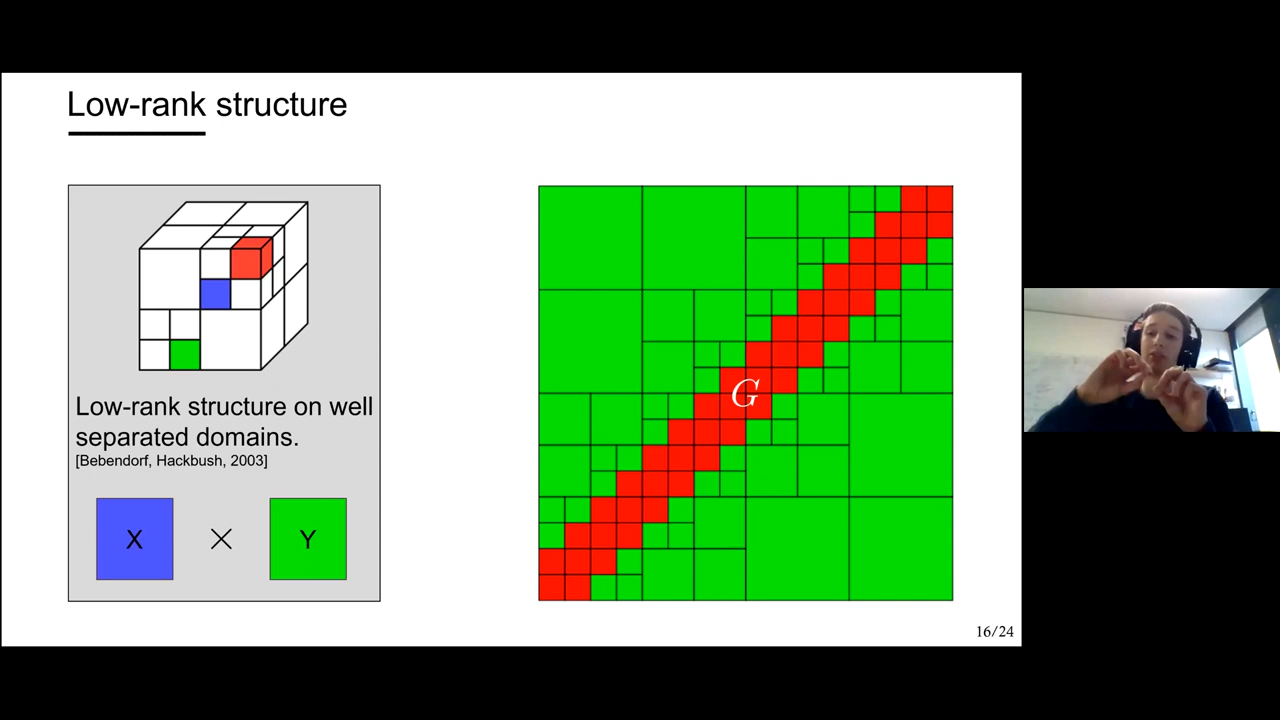 Low-rank structure
Low-rank structure on well
separated domains.
[Bebendorf, Hackbush, 2003]
X × Y
G
16/24